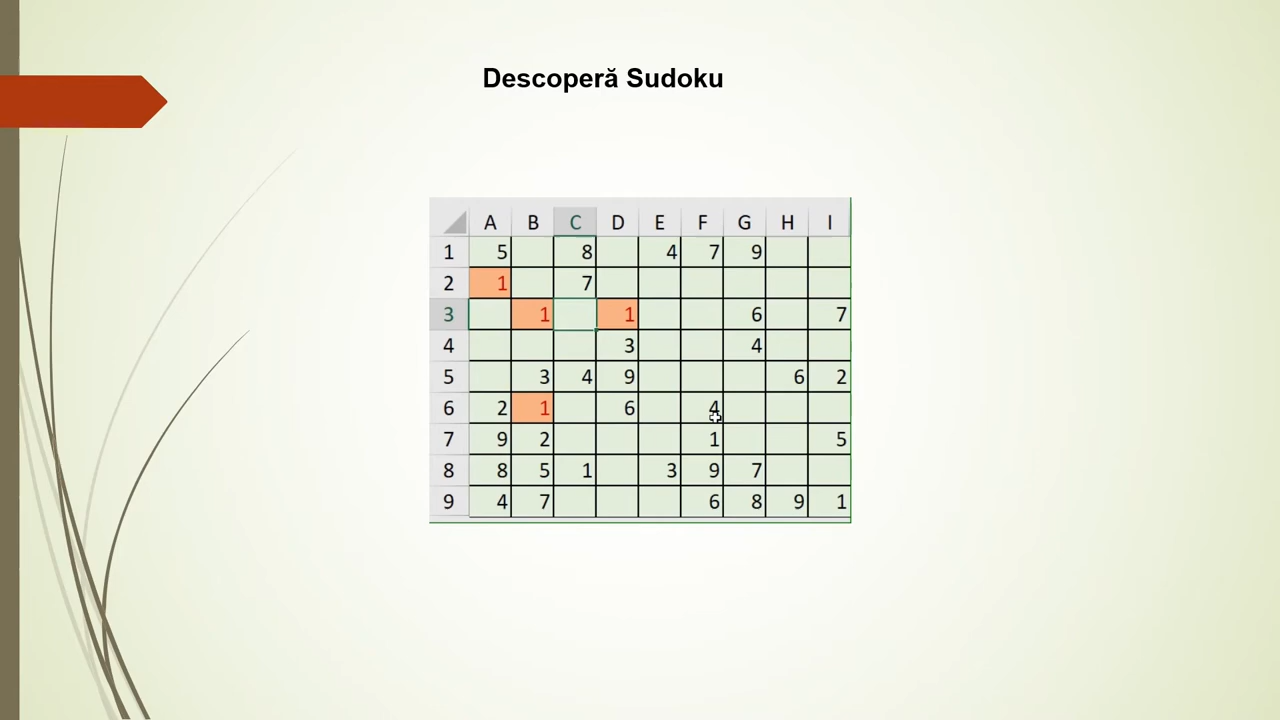 Descoperă Sudoku
A B C D E F G H I
1 5 8 4 7 9
2 1 7
3 1 1 6 7
4 3 4
5 3 4 9 6 2
6 2 1 6 4
7 9 2 1 5
8 8 5 1 3 9 7
9 4 7 6 8 9 1